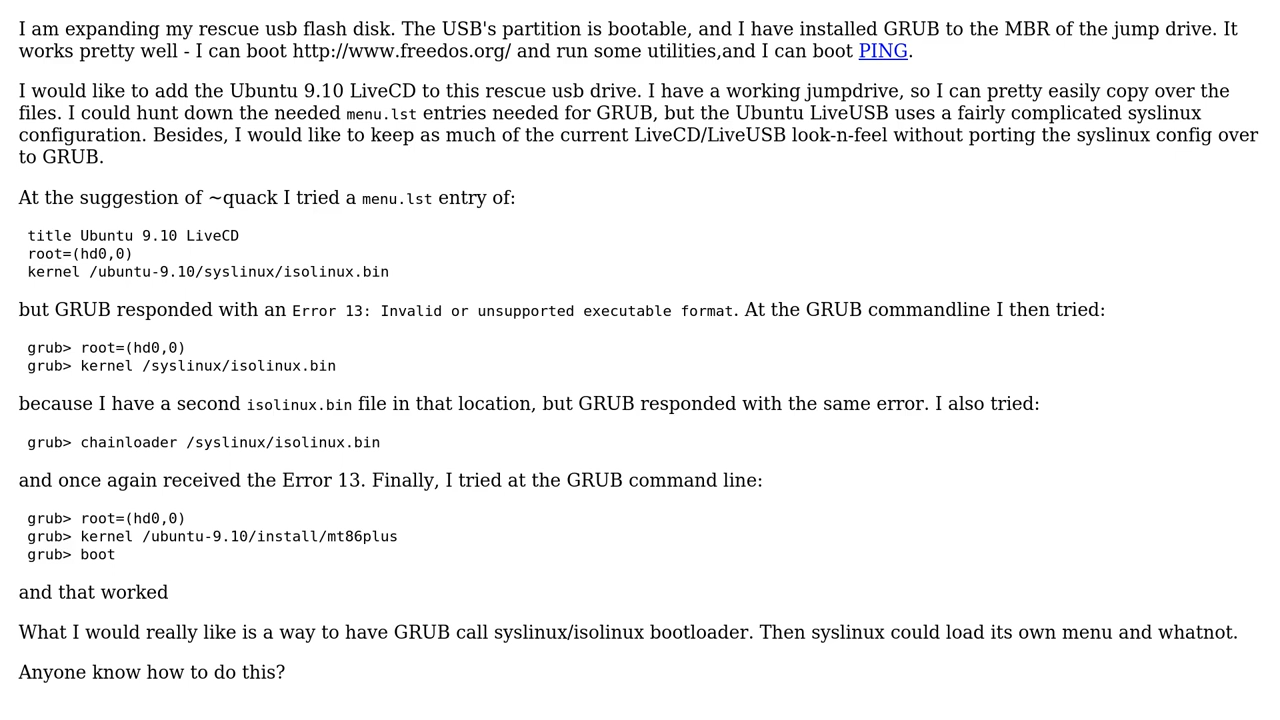 I am expanding my rescue usb flash disk. The USB's partition is bootable, and I have installed GRUB to the MBR of the jump drive. It
works pretty well - I can boot http://www.freedos.org/ and run some utilities,and I can boot PING.
I would like to add the Ubuntu 9.10 LiveCD to this rescue usb drive. I have a working jumpdrive, so I can pretty easily copy over the
files. I could hunt down the needed menu.lst entries needed for GRUB, but the Ubuntu LiveUSB uses a fairly complicated syslinux
configuration. Besides, I would like to keep as much of the current LiveCD/LiveUSB look-n-feel without porting the syslinux config over
to GRUB.
At the suggestion of ~quack I tried a menu.lst entry of:
title Ubuntu 9.10 LiveCD
root=(hd0,0)
kernel /ubuntu-9.10/syslinux/isolinux.bin
but GRUB responded with an Error 13: Invalid or unsupported executable format. At the GRUB commandline I then tried:
grub> root=(hd0,0)
grub> kernel /syslinux/isolinux.bin
because I have a second isolinux.bin file in that location, but GRUB responded with the same error. I also tried:
grub> chainloader /syslinux/isolinux.bin
and once again received the Error 13. Finally, I tried at the GRUB command line:
grub> root=(hd0,0)
grub> kernel /ubuntu-9.10/install/mt86plus
grub> boot
and that worked
What I would really like is a way to have GRUB call syslinux/isolinux bootloader. Then syslinux could load its own menu and whatnot.
Anyone know how to do this?